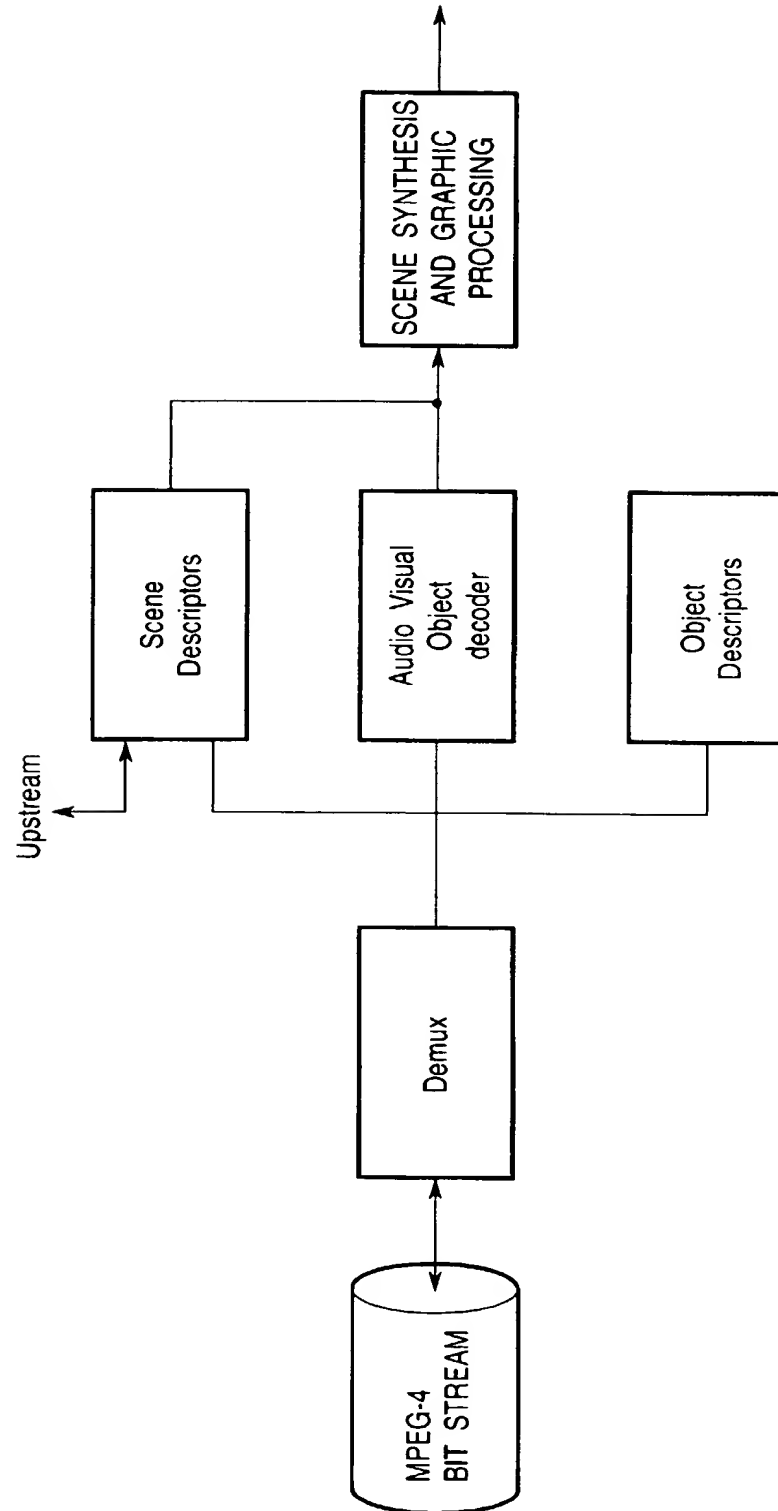 MPEG-4
BIT STREAM
Demux
Upstream
Scene
Descriptors
Audio Visual
Object
decoder
Object
Descriptors
SCENE SYNTHESIS
AND GRAPHIC
PROCESSING